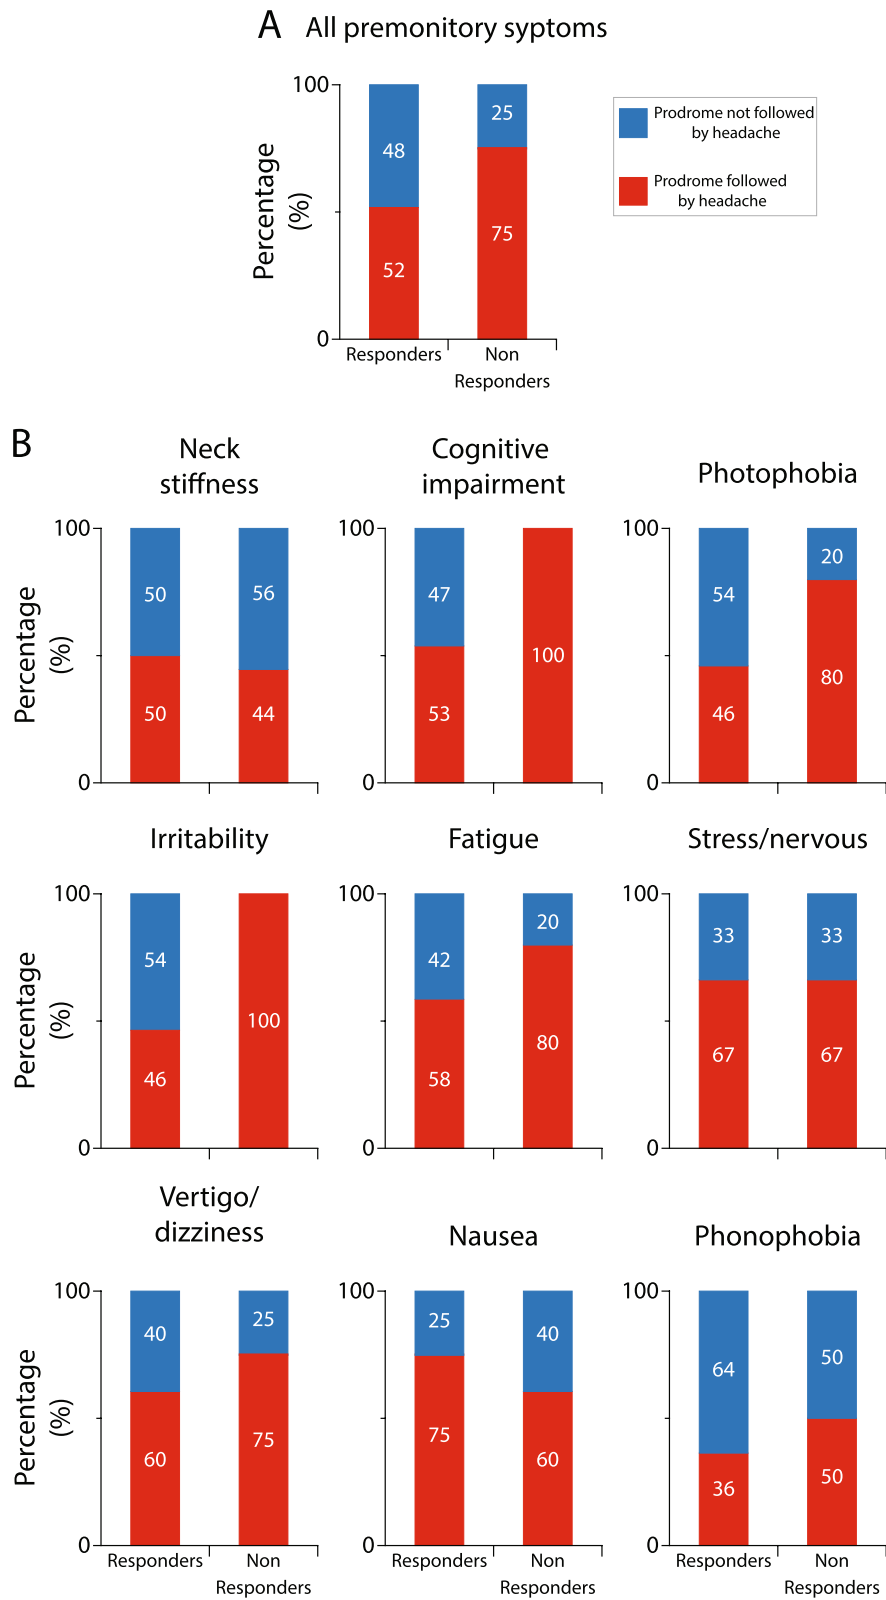 A All premonitory syptoms
Percentage
(%)
100
0
48
52
25
75
Responders
Non
Responders
Prodrome not followed
by headache
Prodrome followed
by headache
B
Neck
stiffness
Percentage
(%)
100
0
50
50
56
44
Cognitive
impairment
100
0
47
53
100
Photophobia
100
0
54
46
20
80
Irritability
Percentage
(%)
100
0
54
46
100
Fatigue
100
0
42
58
20
80
Stress/nervous
100
0
33
67
33
67
Vertigo/
dizziness
Percentage
(%)
100
0
40
60
25
75
Responders
Non
Responders
Nausea
100
0
25
75
40
60
Responders
Non
Responders
Phonophobia
100
0
64
36
50
50
Responders
Non
Responders